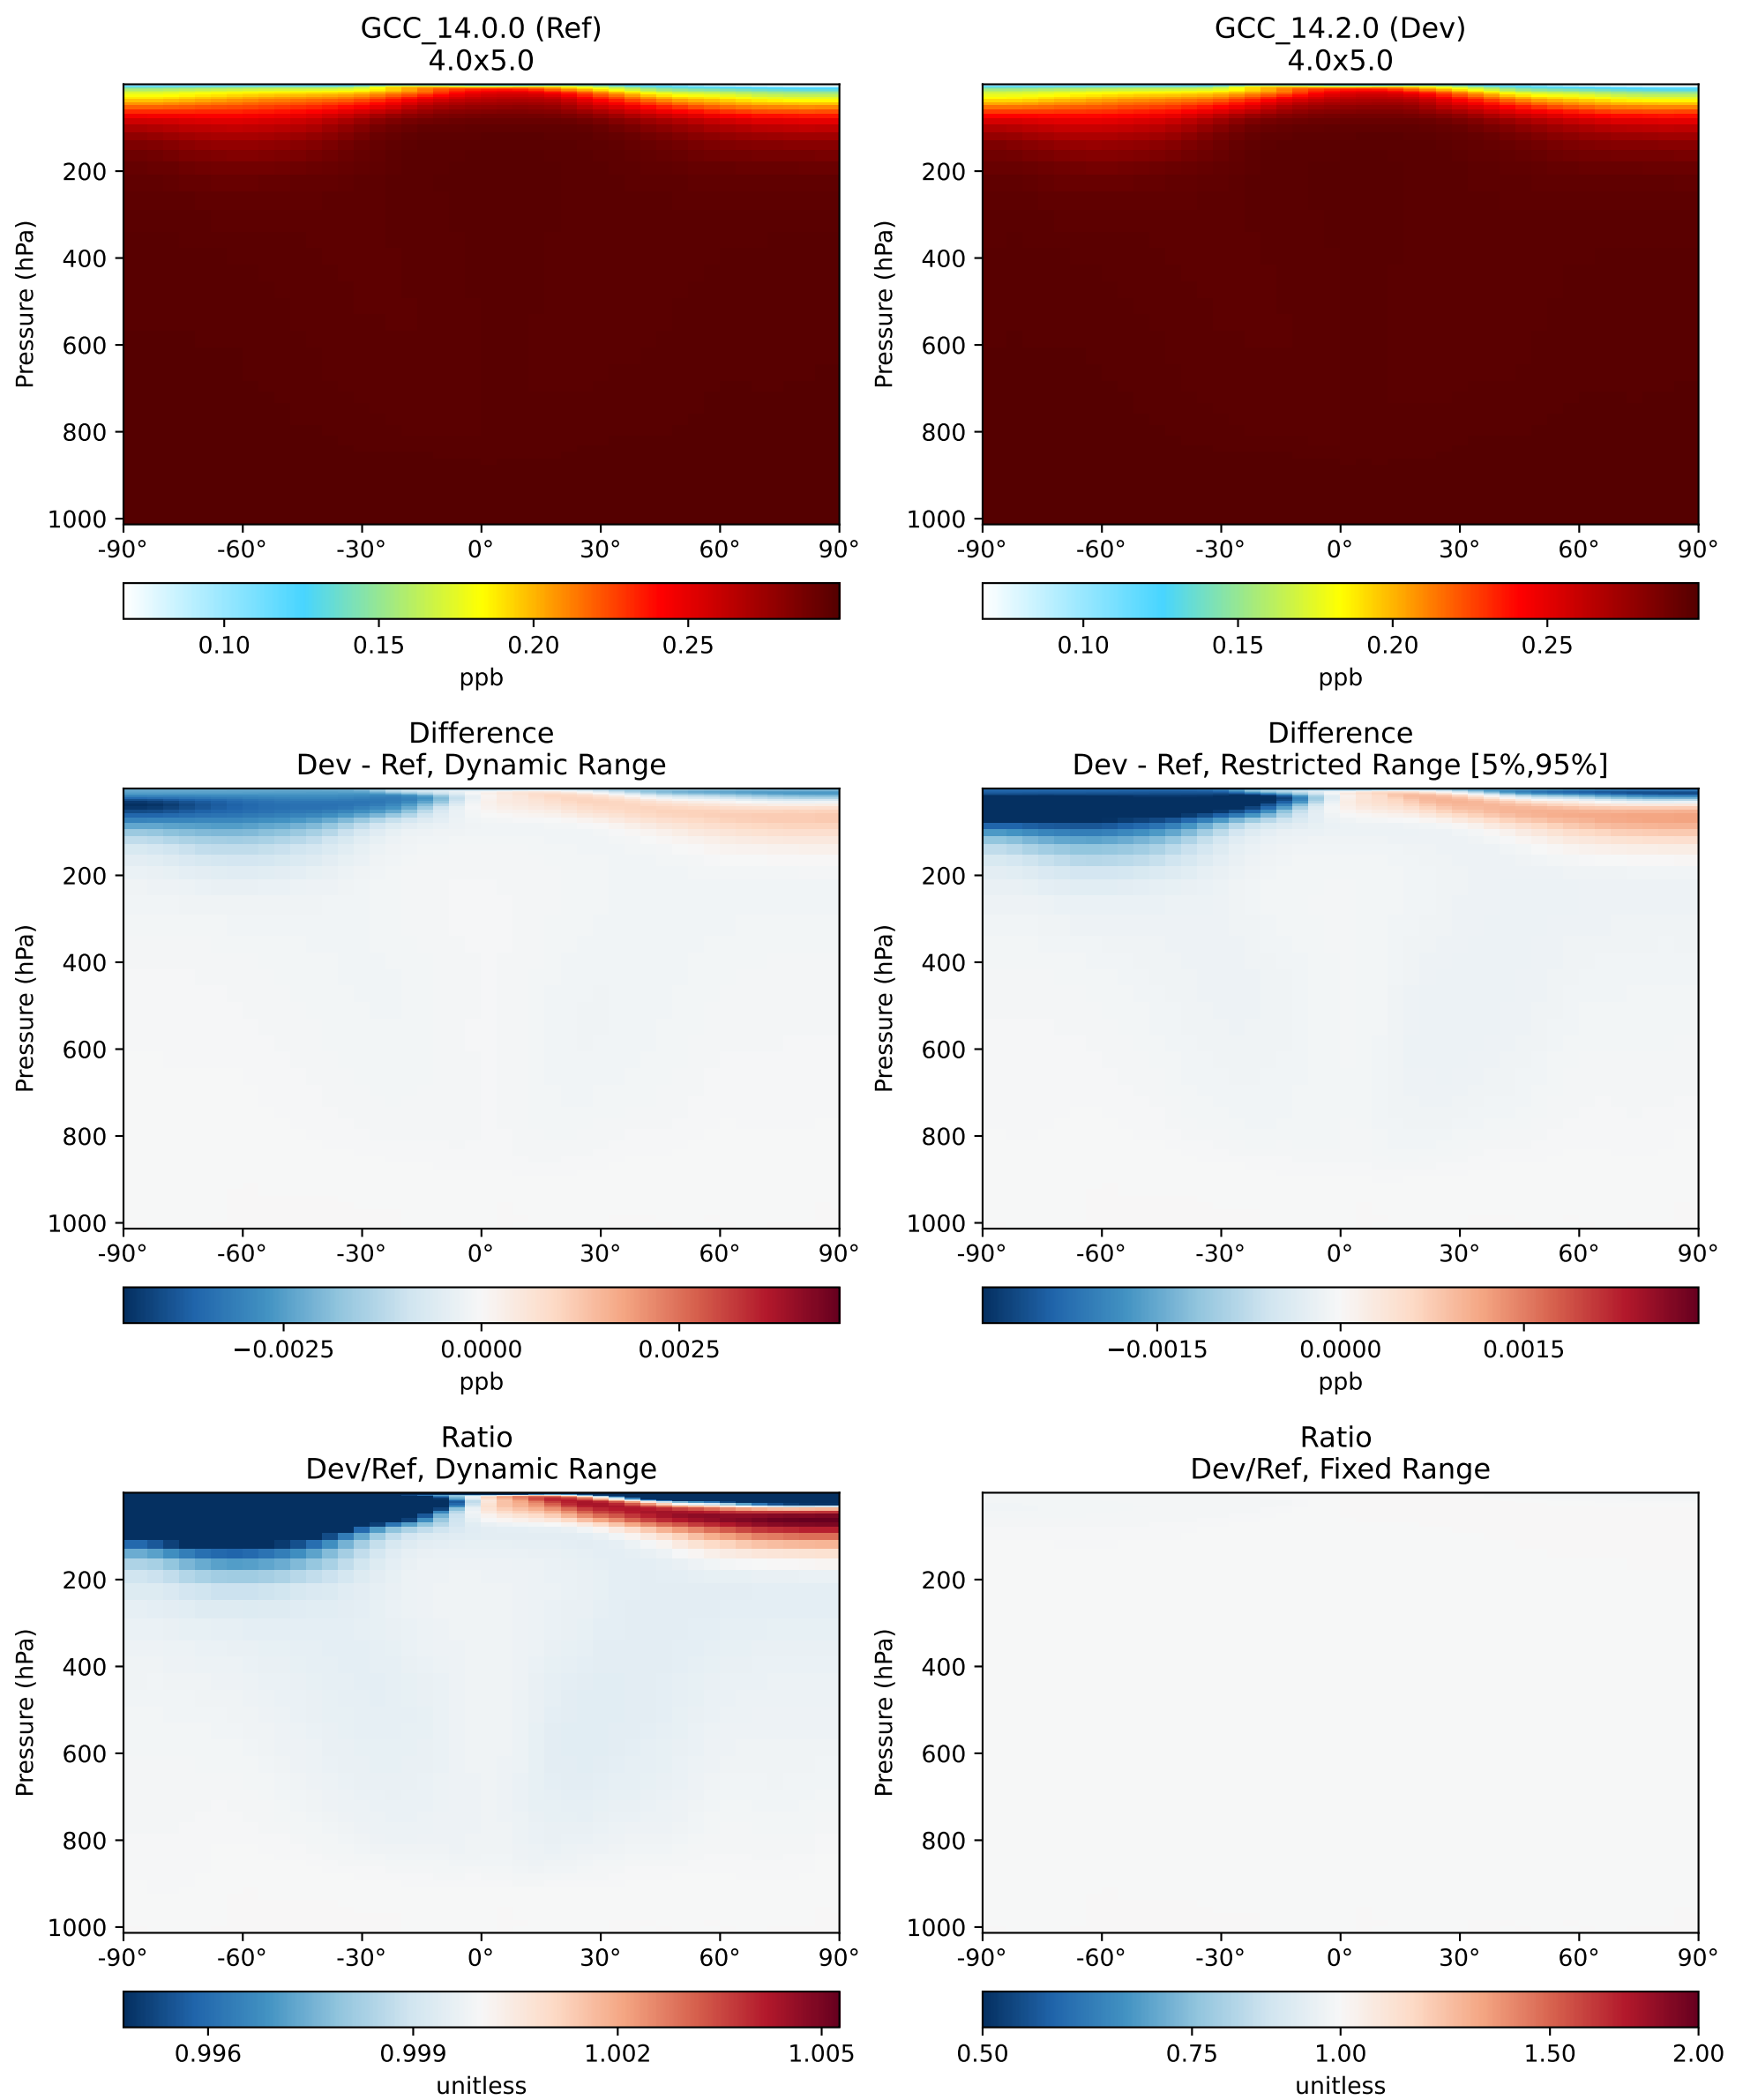 GCC_14.0.0 (Ref)
4.0x5.0
Pressure (hPa)
200
400
600
800
1000
-90° -60° -30° 0° 30° 60° 90°
0.10 0.15 0.20 0.25
ppb
GCC_14.2.0 (Dev)
4.0x5.0
Pressure (hPa)
200
400
600
800
1000
-90° -60° -30° 0° 30° 60° 90°
0.10 0.15 0.20 0.25
ppb
Difference
Dev - Ref, Dynamic Range
Pressure (hPa)
200
400
600
800
1000
-90° -60° -30° 0° 30° 60° 90°
−0.0025 0.0000 0.0025
ppb
Difference
Dev - Ref, Restricted Range [5%,95%]
Pressure (hPa)
200
400
600
800
1000
-90° -60° -30° 0° 30° 60° 90°
−0.0015 0.0000 0.0015
ppb
Ratio
Dev/Ref, Dynamic Range
Pressure (hPa)
200
400
600
800
1000
-90° -60° -30° 0° 30° 60° 90°
0.996 0.999 1.002 1.005
unitless
Ratio
Dev/Ref, Fixed Range
Pressure (hPa)
200
400
600
800
1000
-90° -60° -30° 0° 30° 60° 90°
0.50 0.75 1.00 1.50 2.00
unitless